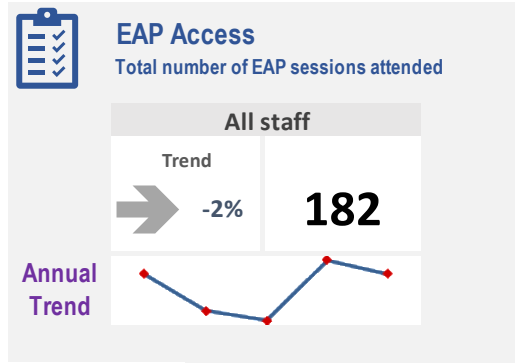 EAP Access
Total number of EAP sessions attended
All staff
Trend
-2%
182
Annual
Trend